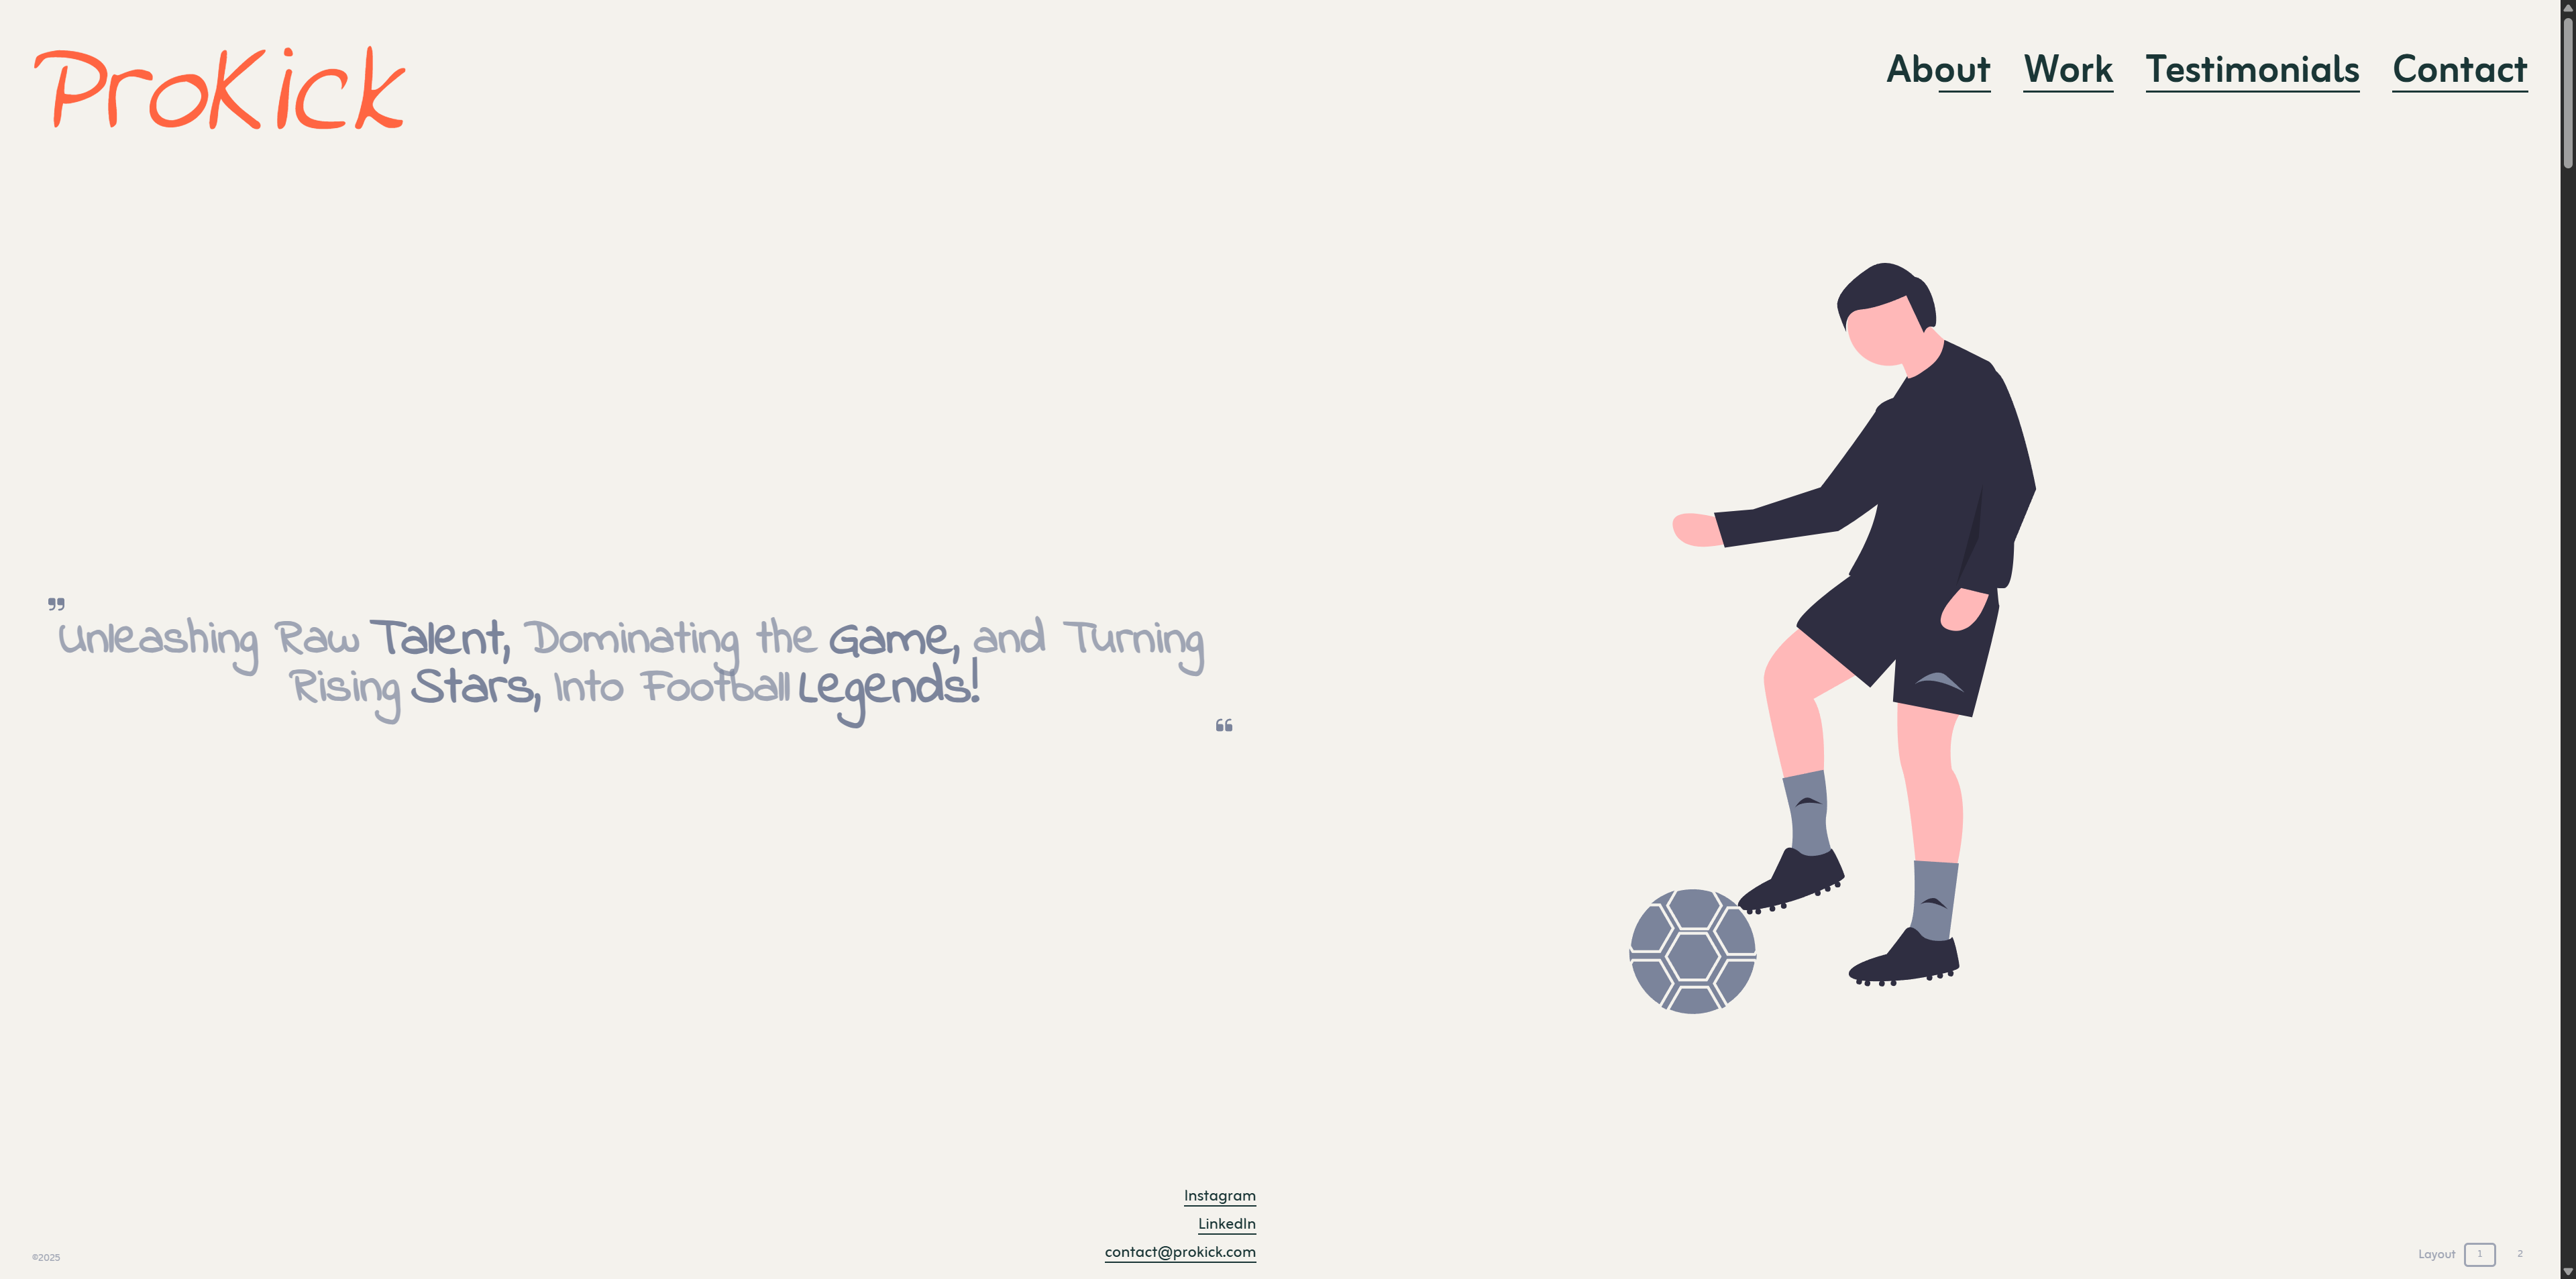 ProKick
About Work Testimonials Contact
”
Unleashing Raw Talent, Dominating the Game, and Turning
Rising Stars, Into Football Legends!
“
Instagram
LinkedIn
contact@prokick.com
©2025
Layout 1 2